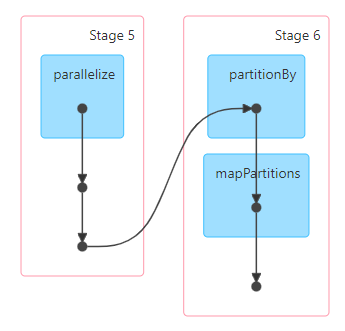 Stage 5
parallelize
Stage 6
partitionBy
mapPartitions